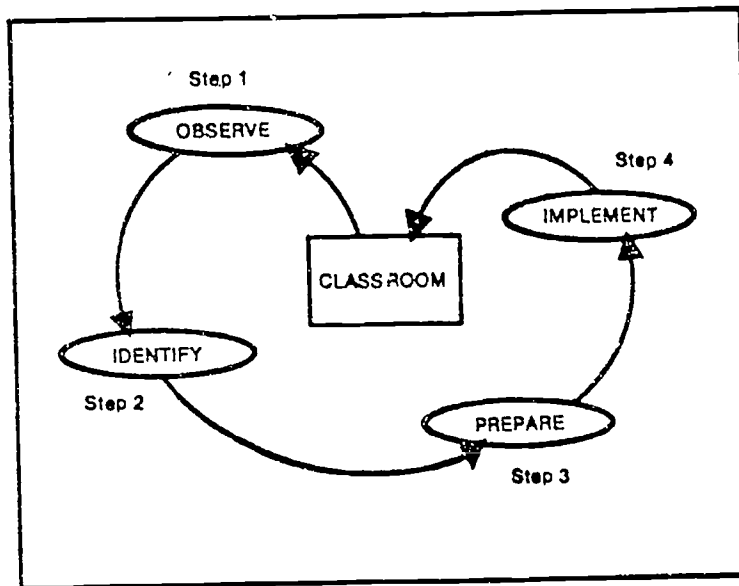 Step 1
OBSERVE
Step 4
IMPLEMENT
CLASSROOM
IDENTIFY
Step 2
PREPARE
Step 3